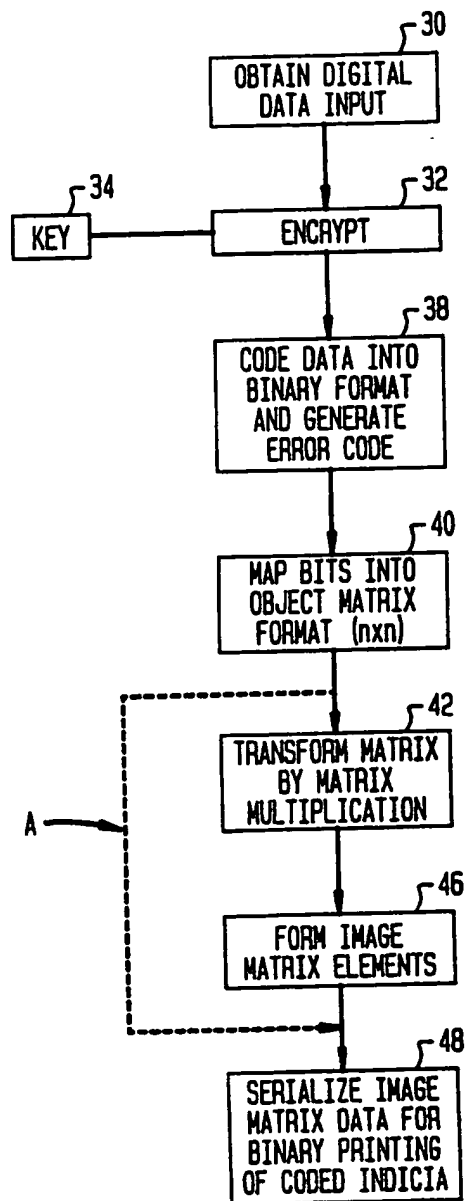 30
OBTAIN DIGITAL
DATA INPUT
34
32
KEY
ENCRYPT
38
CODE DATA INTO
BINARY FORMAT
AND GENERATE
ERROR CODE
40
MAP BITS INTO
OBJECT MATRIX
FORMAT (nxn)
42
TRANSFORM MATRIX
BY MATRIX
MULTIPLICATION
A
46
FORM IMAGE
MATRIX ELEMENTS
48
SERIALIZE IMAGE
MATRIX DATA FOR
BINARY PRINTING
OF CODED INDICIA